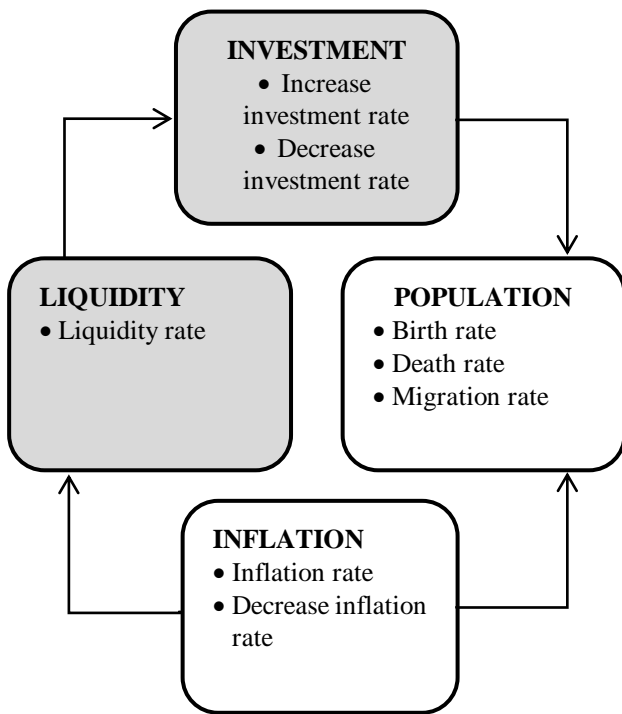 INVESTMENT
• Increase
investment rate
• Decrease
investment rate
LIQUIDITY
• Liquidity rate
POPULATION
• Birth rate
• Death rate
• Migration rate
INFLATION
• Inflation rate
• Decrease inflation
rate